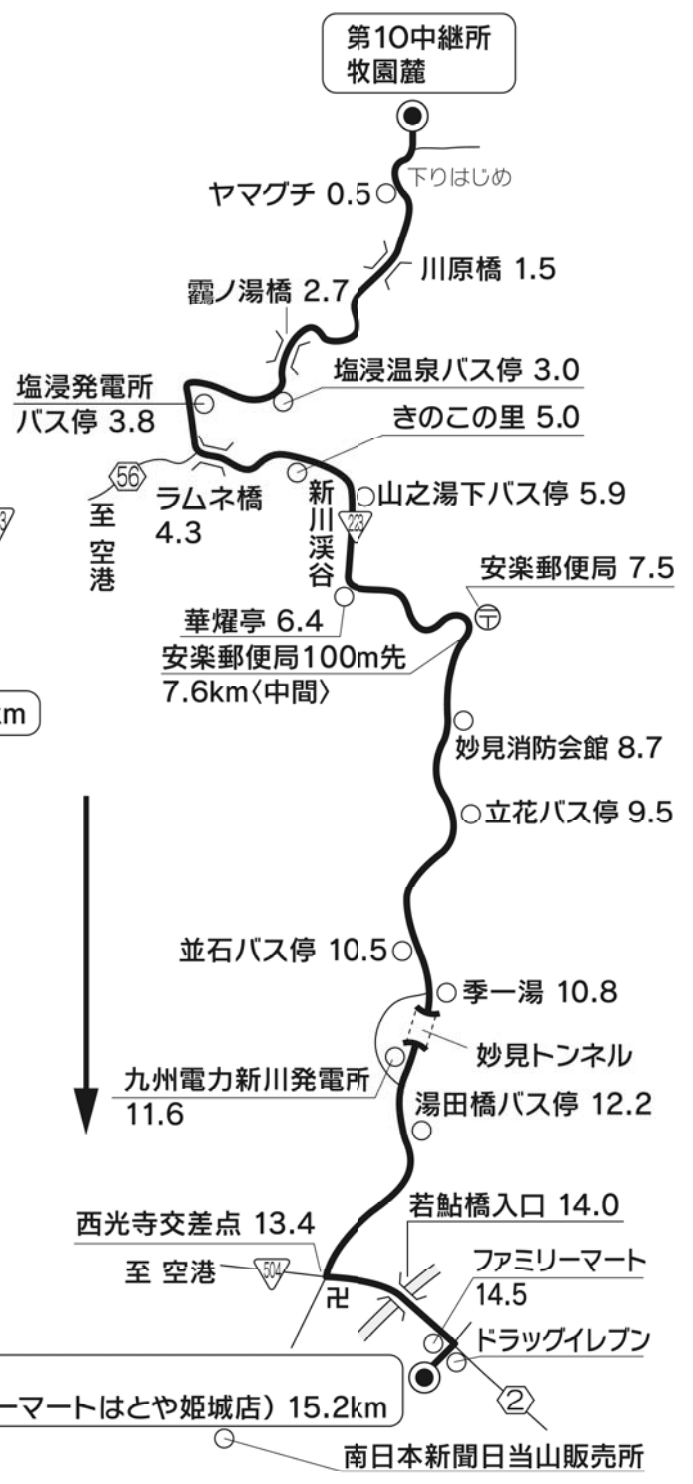 第10中継所
牧園麓
下りはじめ
ヤマグチ 0.5
川原橋 1.5
靍ノ湯橋 2.7
塩浸発電所
バス停 3.8
塩浸温泉バス停 3.0
きのこの里 5.0
56
至 空港
ラムネ橋
4.3
新川渓谷
山之湯下バス停 5.9
223
3
安楽郵便局 7.5
〒
華燿亭 6.4
安楽郵便局100m先
7.6km〈中間〉
km
妙見消防会館 8.7
立花バス停 9.5
並石バス停 10.5
季一湯 10.8
妙見トンネル
九州電力新川発電所
11.6
湯田橋バス停 12.2
西光寺交差点 13.4
若鮎橋入口 14.0
至 空港
504
卍
ファミリーマート
14.5
ドラッグイレブン
ーマートはとや姫城店）15.2km
2
南日本新聞日当山販売所